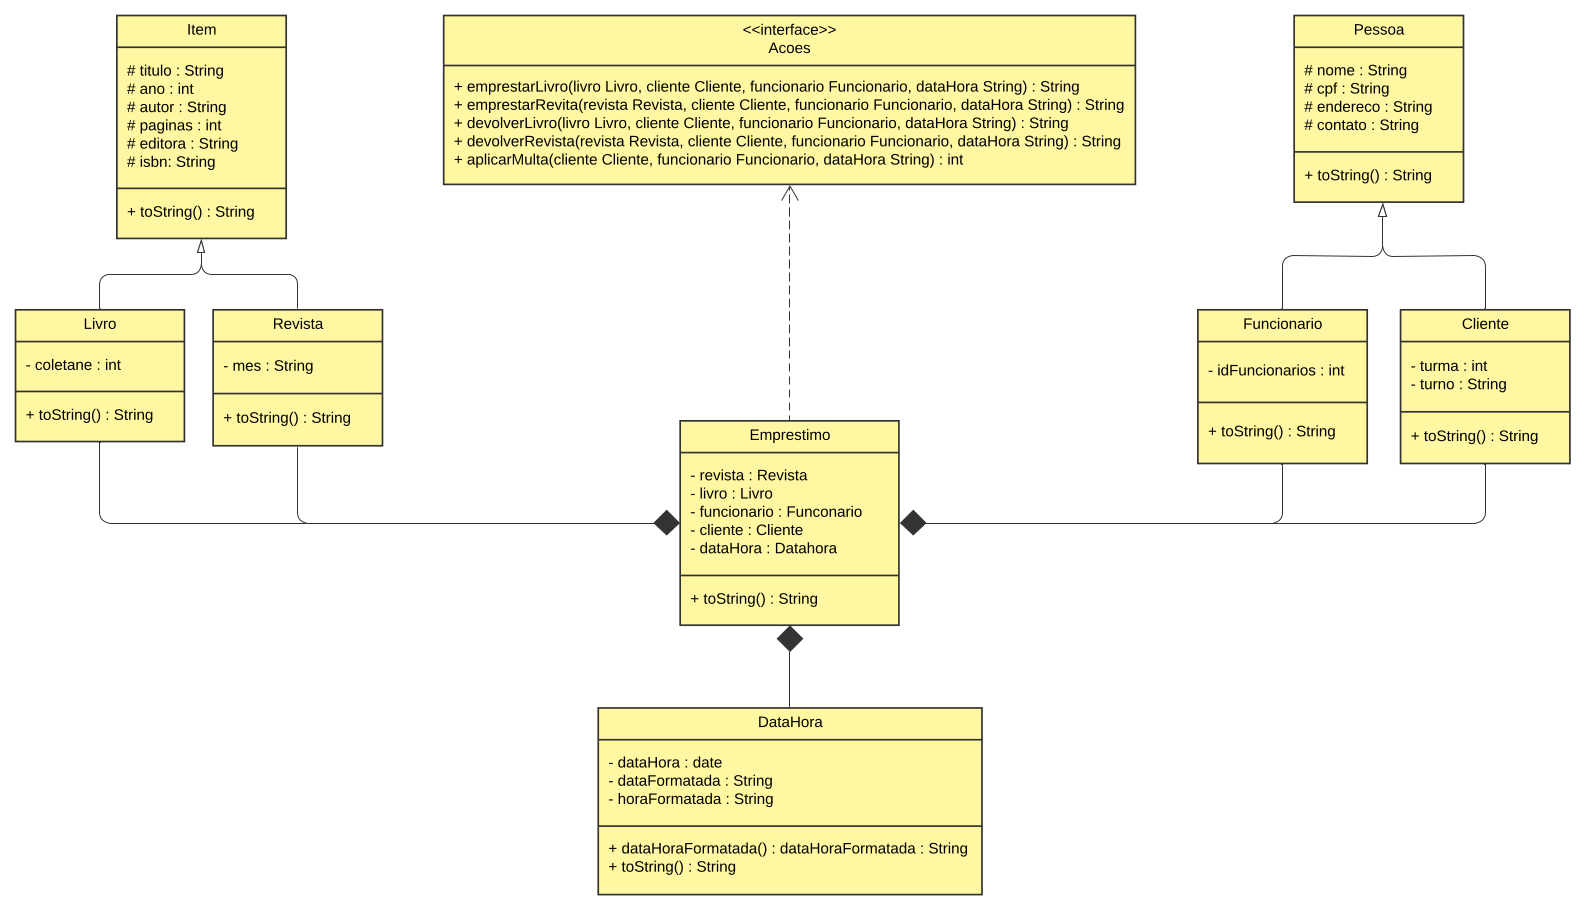 Item
# titulo : String
# ano : int
# autor : String
# paginas : int
# editora : String
# isbn: String
+ toString() : String
<<interface>>
Acoes
+ emprestarLivro(livro Livro, cliente Cliente, funcionario Funcionario, dataHora String) : String
+ emprestarRevita(revista Revista, cliente Cliente, funcionario Funcionario, dataHora String) : String
+ devolverLivro(livro Livro, cliente Cliente, funcionario Funcionario, dataHora String) : String
+ devolverRevista(revista Revista, cliente Cliente, funcionario Funcionario, dataHora String) : String
+ aplicarMulta(cliente Cliente, funcionario Funcionario, dataHora String) : int
Pessoa
# nome : String
# cpf : String
# endereco : String
# contato : String
+ toString() : String
Livro
- coletane : int
+ toString() : String
Revista
- mes : String
+ toString() : String
Funcionario
- idFuncionarios : int
+ toString() : String
Cliente
- turma : int
- turno : String
+ toString() : String
Emprestimo
- revista : Revista
- livro : Livro
- funcionario : Funconario
- cliente : Cliente
- dataHora : Datahora
+ toString() : String
DataHora
- dataHora : date
- dataFormatada : String
- horaFormatada : String
+ dataHoraFormatada() : dataHoraFormatada : String
+ toString() : String